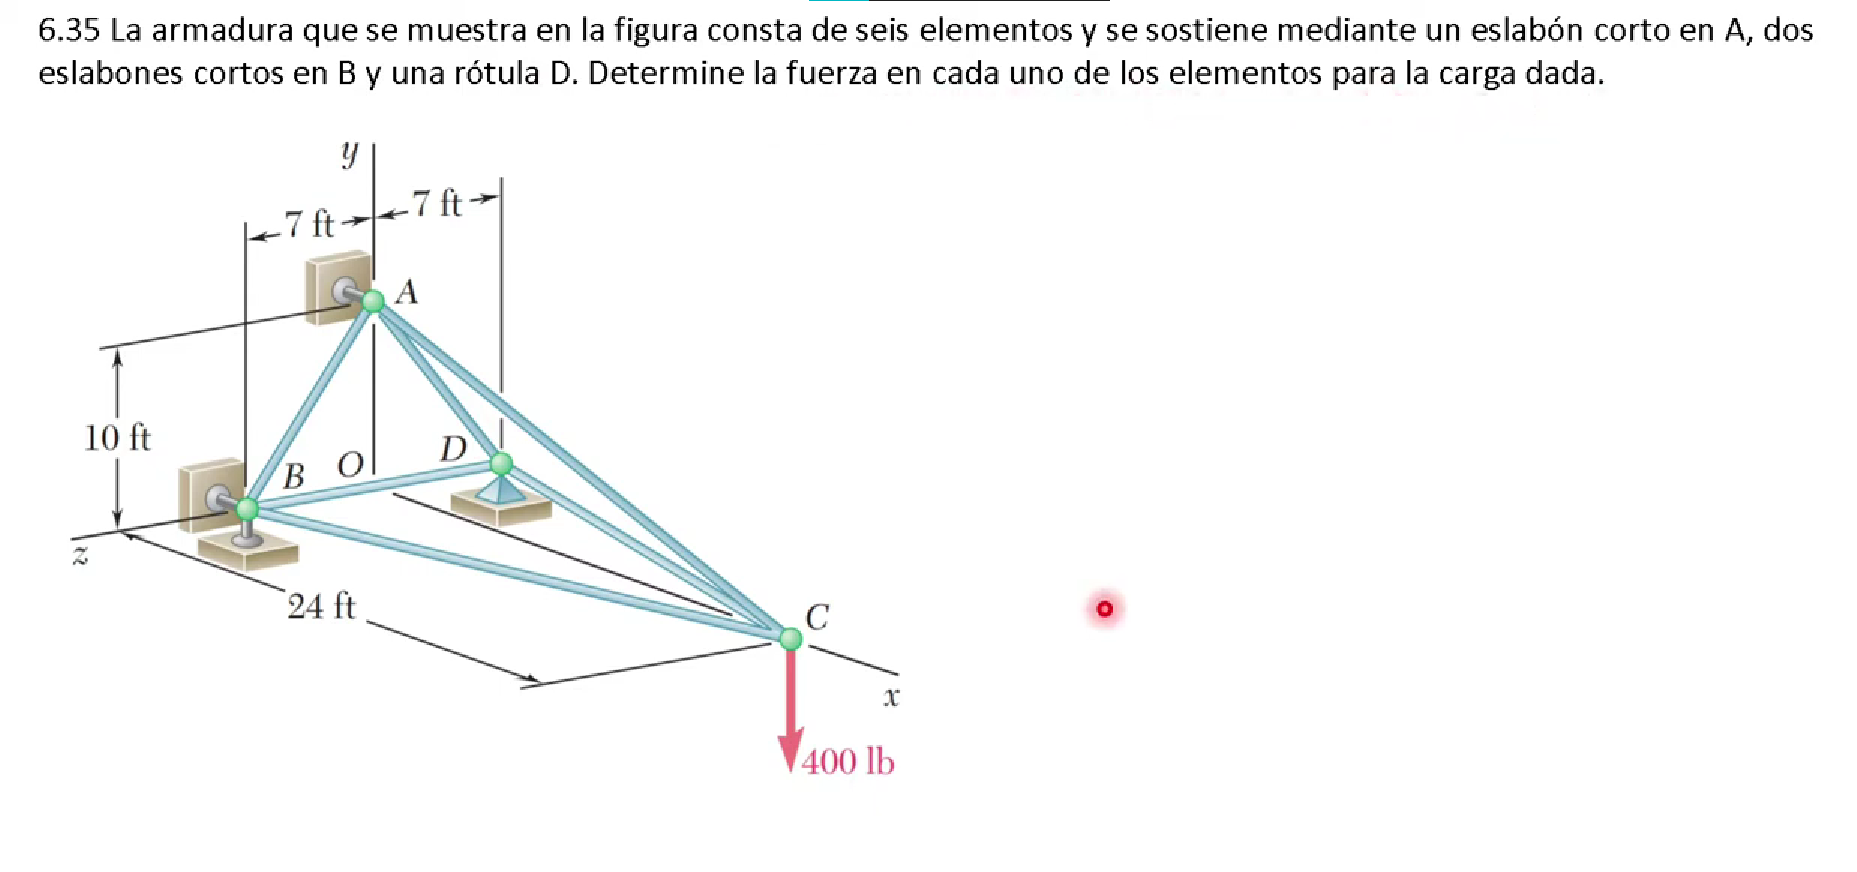 6.35 La armadura que se muestra en la figura consta de seis elementos y se sostiene mediante un eslabón corto en A, dos
eslabones cortos en B y una rótula D. Determine la fuerza en cada uno de los elementos para la carga dada.
y
7 ft
7 ft
A
10 ft
B
O
D
z
24 ft
C
x
400 lb